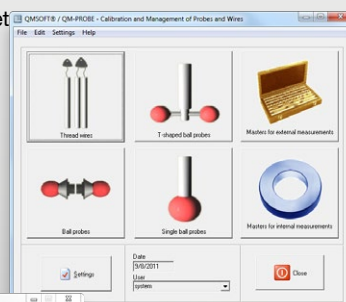 et
QMSOFT® / QM-PROBE - Calibration and Management of Probes and Wires
File Edit Settings Help
Thread wires
T-shaped ball probes
Masters for external measurements
Ball probes
Single ball probes
Masters for internal measurements
Settings
Date
9/8/2011
User
system
Close